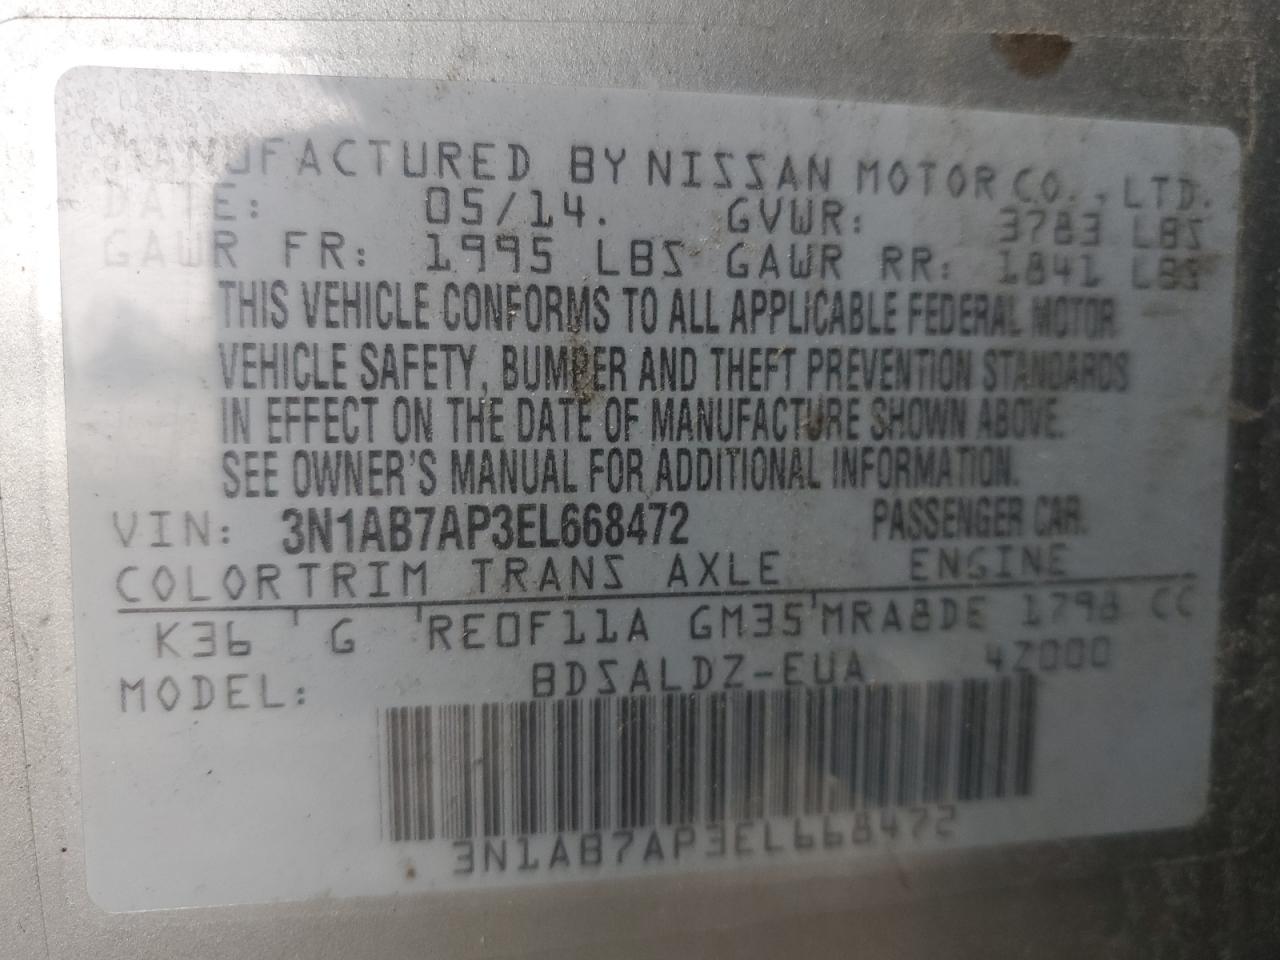 MANUFACTURED BY NISSAN MOTOR CO., LTD.
DATE: 05/14. GVWR: 3783 LBS
GAWR FR: 1995 LBS GAWR RR: 1841 LBS
THIS VEHICLE CONFORMS TO ALL APPLICABLE FEDERAL MOTOR
VEHICLE SAFETY, BUMPER AND THEFT PREVENTION STANDARDS
IN EFFECT ON THE DATE OF MANUFACTURE SHOWN ABOVE.
SEE OWNER'S MANUAL FOR ADDITIONAL INFORMATION.
VIN: 3N1AB7AP3EL668472 PASSENGER CAR.
COLOR TRIM TRANS AXLE ENGINE
K36 G RE0F11A GM35 MRA8DE 1798 CC
MODEL: BDSALDZ-EUA 4Z000
3N1AB7AP3EL668472